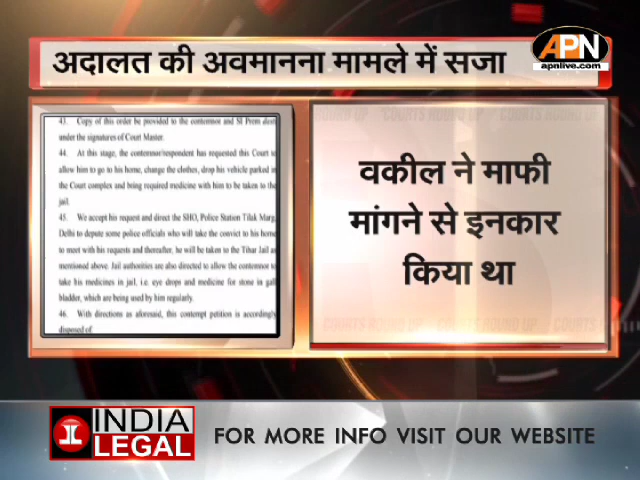 अदालत की अवमानना मामले में सजा
APN
apnlive.com
43. Copy of this order be provided to the contemnor and SI Prem
under the signatures of Court Master.
44. At this stage, the contemnor/respondent has requested this Court to
allow him to go to his home, change the clothes, drop his vehicle parked in
the Court complex and being required medicine with him to be taken to the
jail.
45. We accept his request and direct the SHO, Police Station Tilak Marg,
Delhi to depute some police officials who will take the convict to his home
to meet with his requests and thereafter, he will be taken to the Tihar Jail as
mentioned above. Jail authorities are also directed to allow the contemnor to
take his medicines in jail, i.e. eye drops and medicine for stone in gall
bladder, which are being used by him regularly.
46. With directions as aforesaid, this contempt petition is accordingly
disposed of.
वकील ने माफी
मांगने से इनकार
किया था
COURTS ROUND UP
INDIA
LEGAL
FOR MORE INFO VISIT OUR WEBSITE